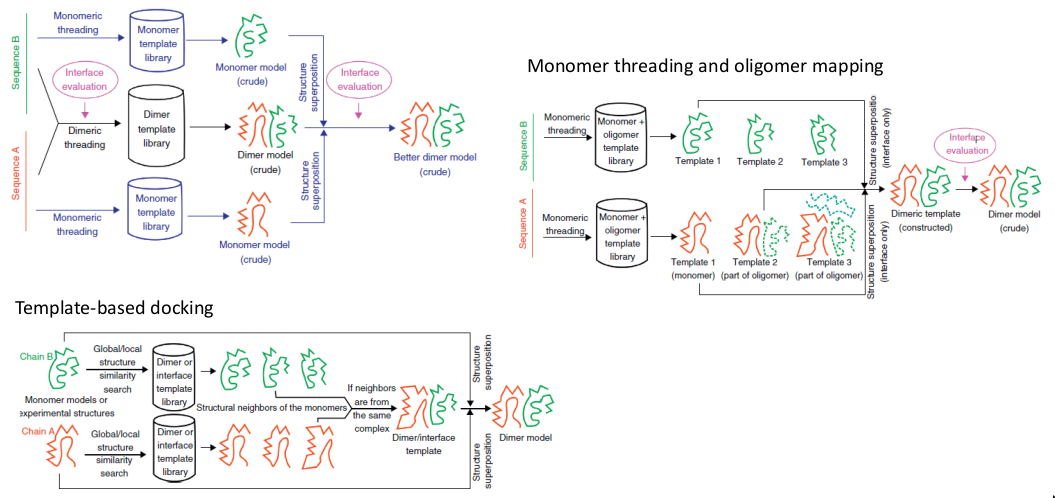 Sequence B
Sequence A
Monomeric
threading
Monomer
template
library
Monomer model
(crude)
Interface
evaluation
Dimeric
threading
Dimer
template
library
Dimer model
(crude)
Structure
superposition
Interface
evaluation
Better dimer model
(crude)
Structure
superposition
Monomeric
threading
Monomer
template
library
Monomer model
(crude)
Monomer threading and oligomer mapping
Sequence B
Monomeric
threading
Monomer +
oligomer
template
library
Template 1
Template 2
Template 3
Structure superpositio
(interface only)
Interface
evaluation
Sequence A
Monomeric
threading
Monomer +
oligomer
template
library
Template 1
(monomer)
Template 2
(part of oligomer)
Template 3
(part of oligomer)
Structure superposition
(interface only)
Dimeric template
(constructed)
Dimer model
(crude)
Template-based docking
Chain B
Global/local
structure
similarity
search
Dimer or
interface
template
library
Monomer models or
experimental structures
Structural neighbors of the monomers
If
neighbors
are from
the same
complex
Structure
superposition
Dimer/interface
template
Dimer model
Chain A
Global/local
structure
similarity
search
Dimer or
interface
template
library
Structure
superposition